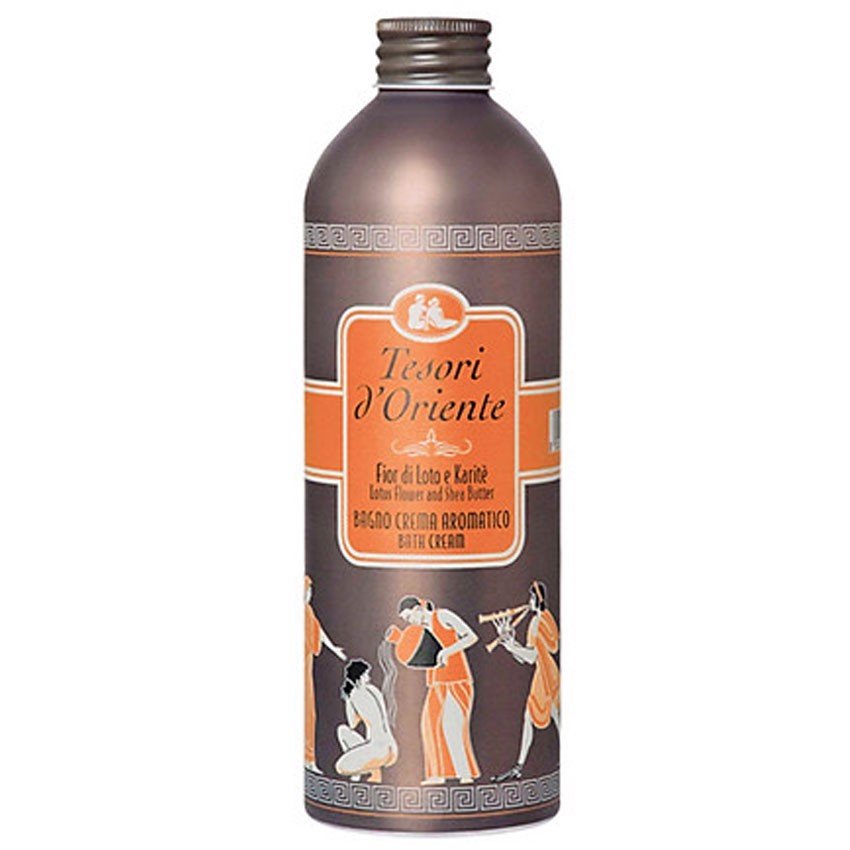 Tesori
d'Oriente
Fior di Loto e Karitè
Lotus Flower and Shea Butter
BAGNO CREMA AROMATICO
BATH CREAM